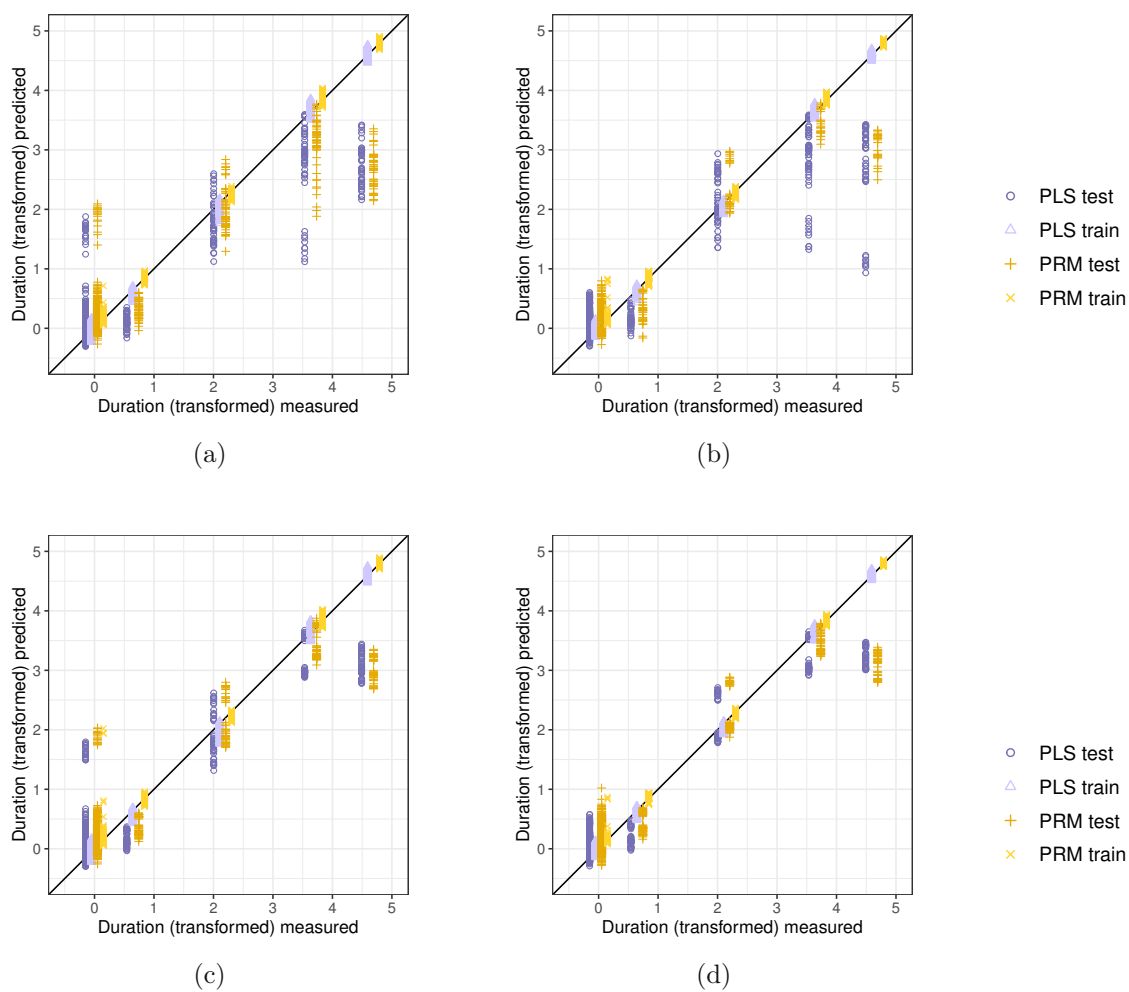 Duration (transformed) predicted
5
4
3
2
1
0
0 1 2 3 4 5
Duration (transformed) measured
(a)
Duration (transformed) predicted
5
4
3
2
1
0
0 1 2 3 4 5
Duration (transformed) measured
(b)
PLS test
PLS train
PRM test
PRM train
Duration (transformed) predicted
5
4
3
2
1
0
0 1 2 3 4 5
Duration (transformed) measured
(c)
Duration (transformed) predicted
5
4
3
2
1
0
0 1 2 3 4 5
Duration (transformed) measured
(d)
PLS test
PLS train
PRM test
PRM train